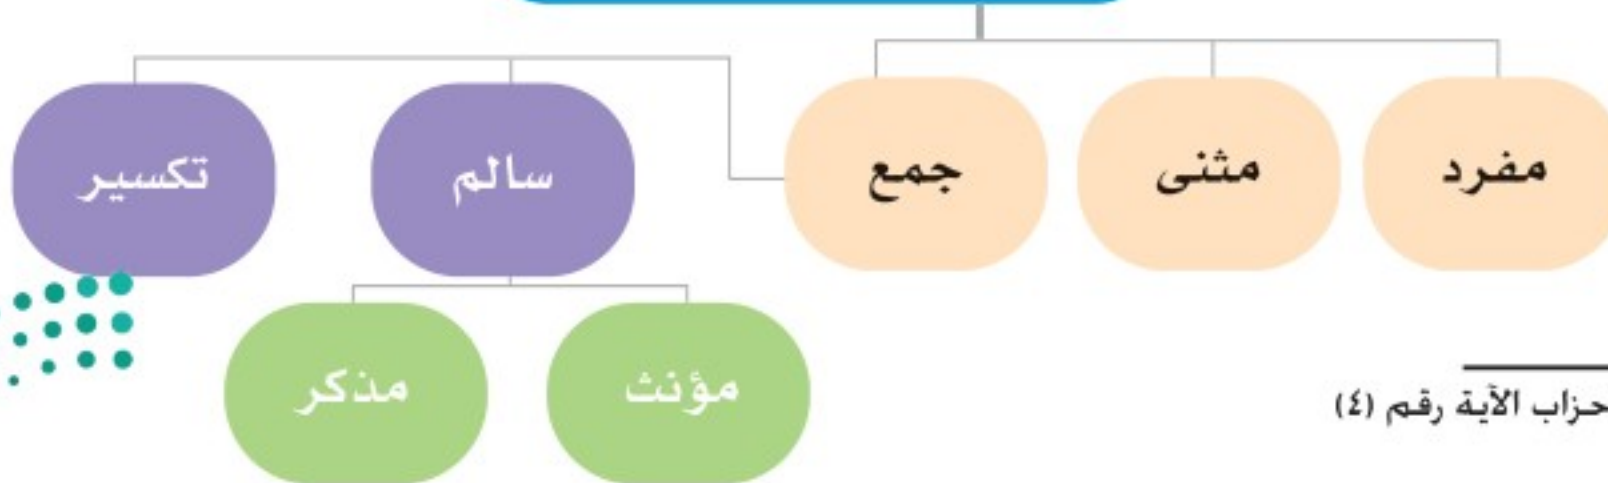 مفرد
مثنى
جمع
سالم
تكسير
مؤنث
مذكر
حزاب الآية رقم (٤)